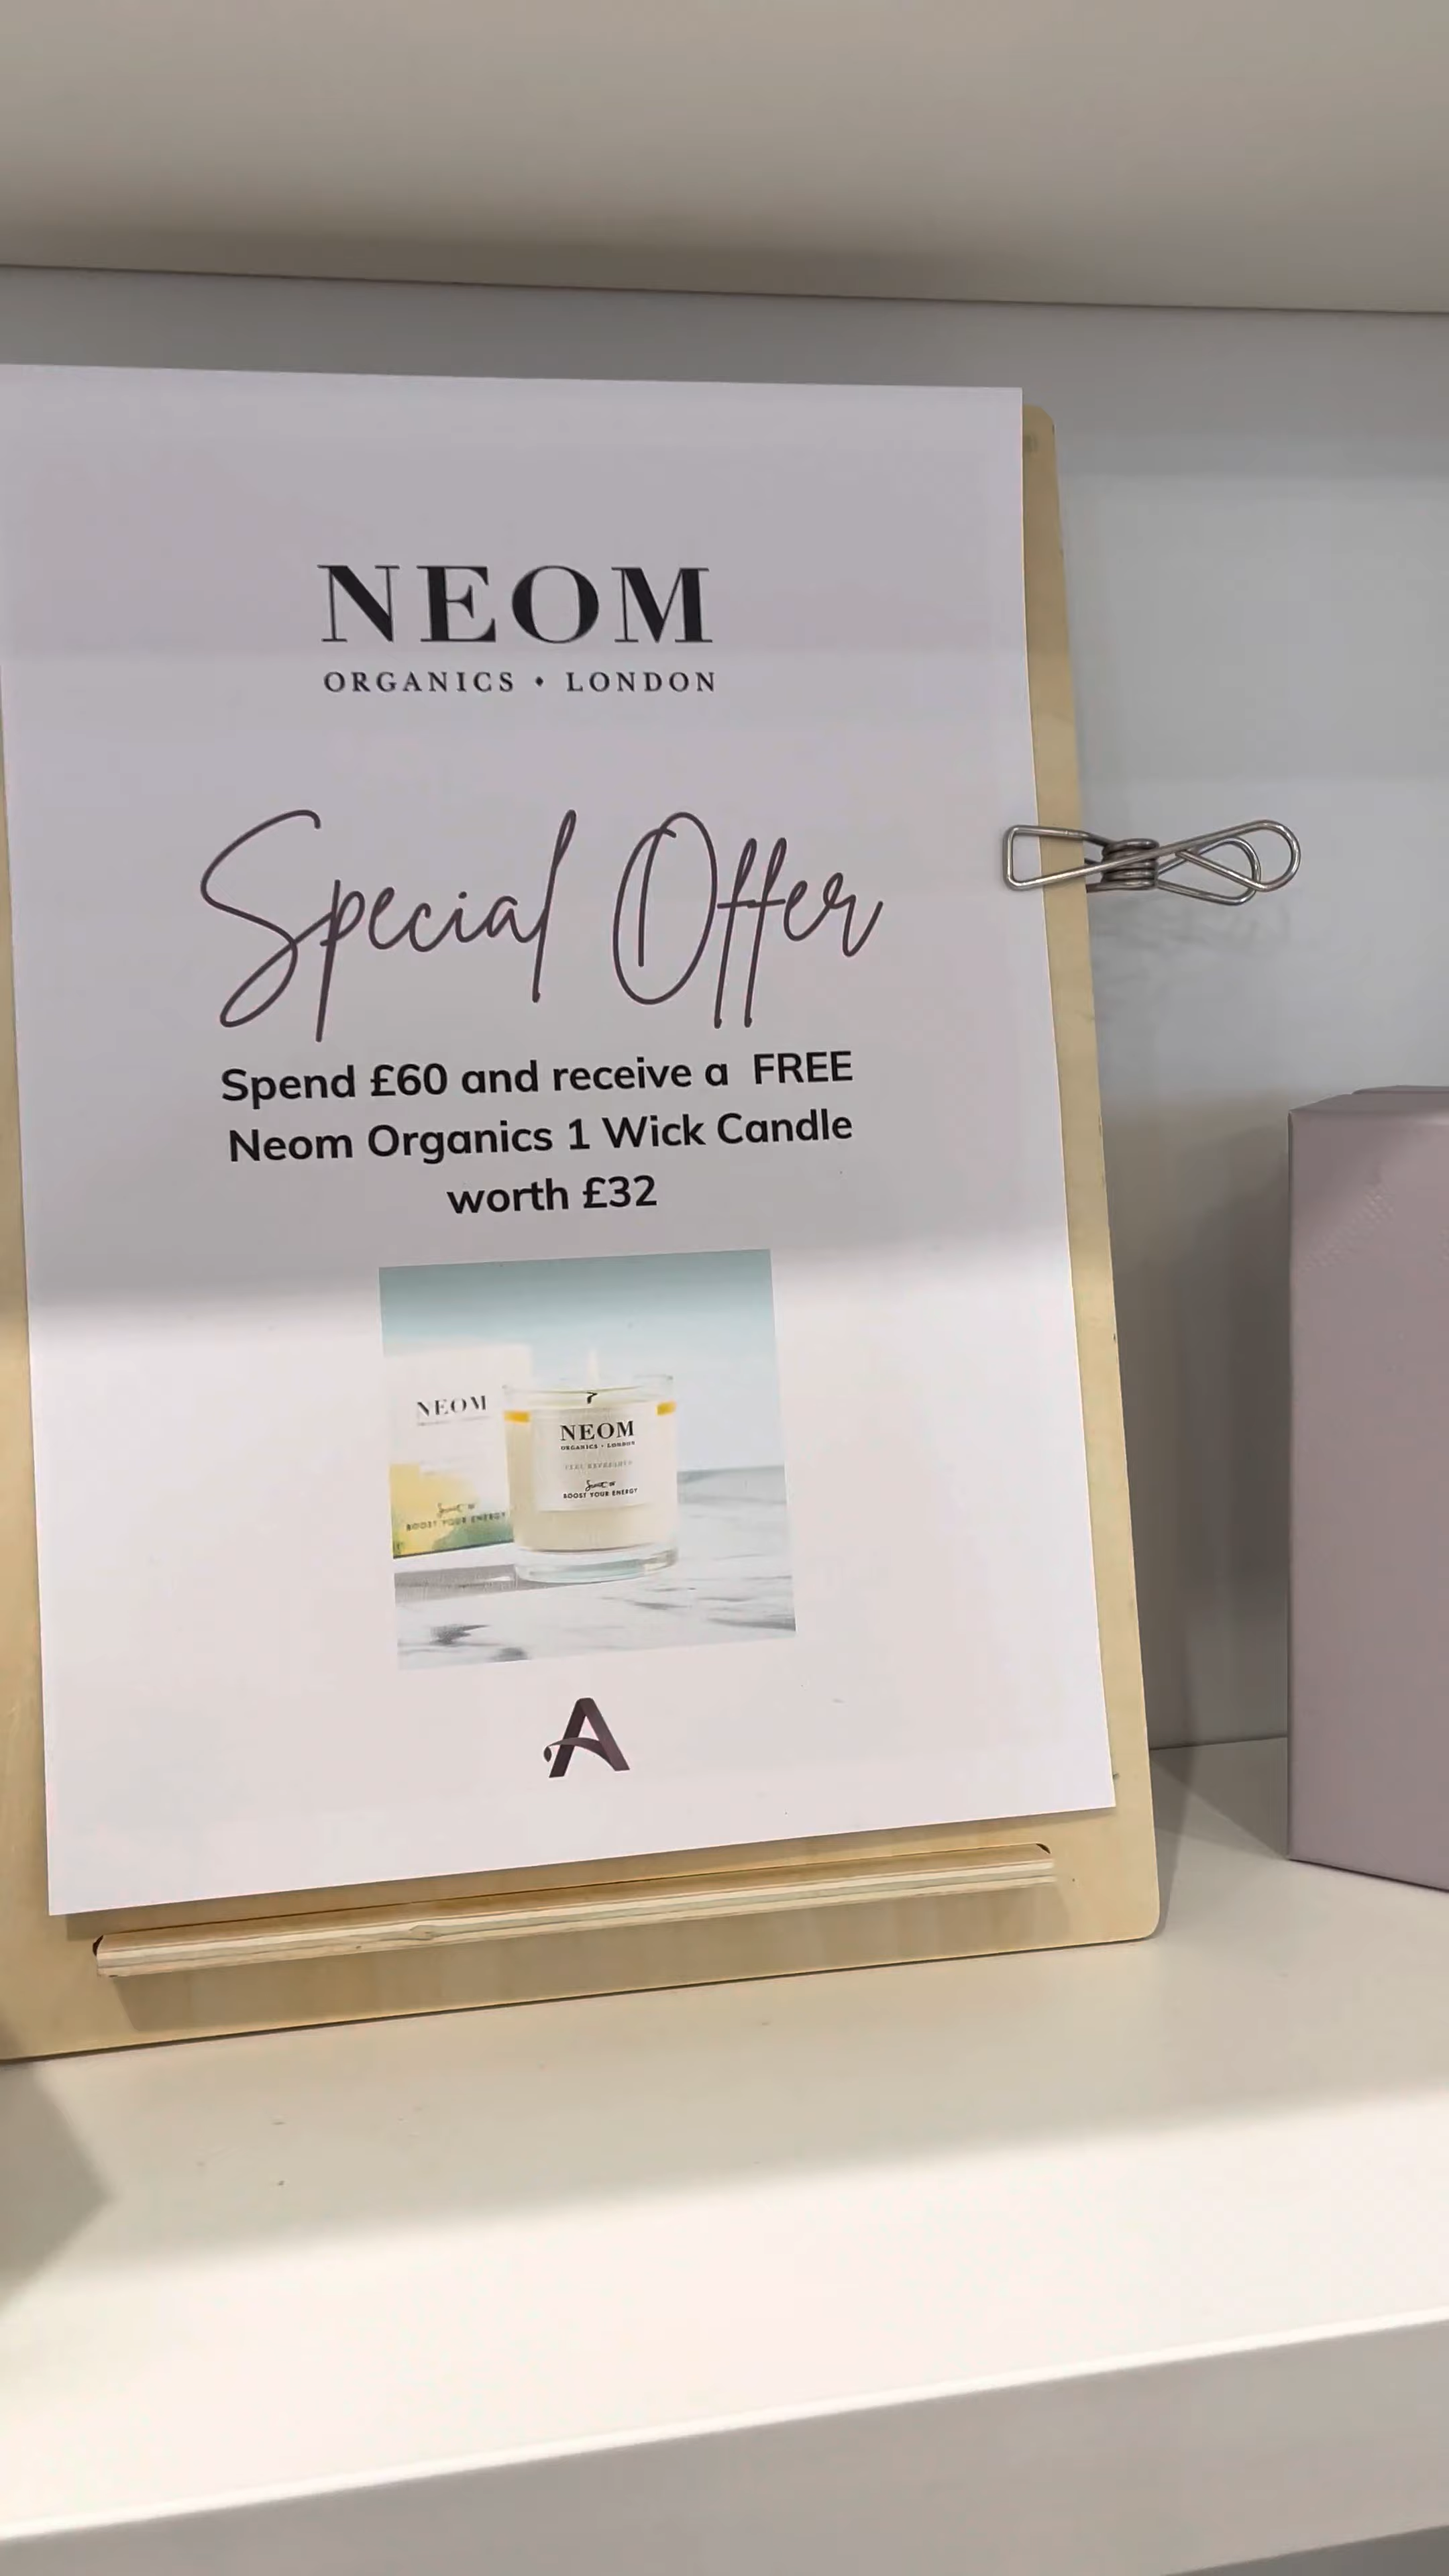 NEOM
ORGANICS • LONDON
Special Offer
Spend £60 and receive a FREE
Neom Organics 1 Wick Candle
worth £32
NEOM
BOOST YOUR ENERGY
NEOM
ORGANICS • LONDON
BOOST YOUR ENERGY
A